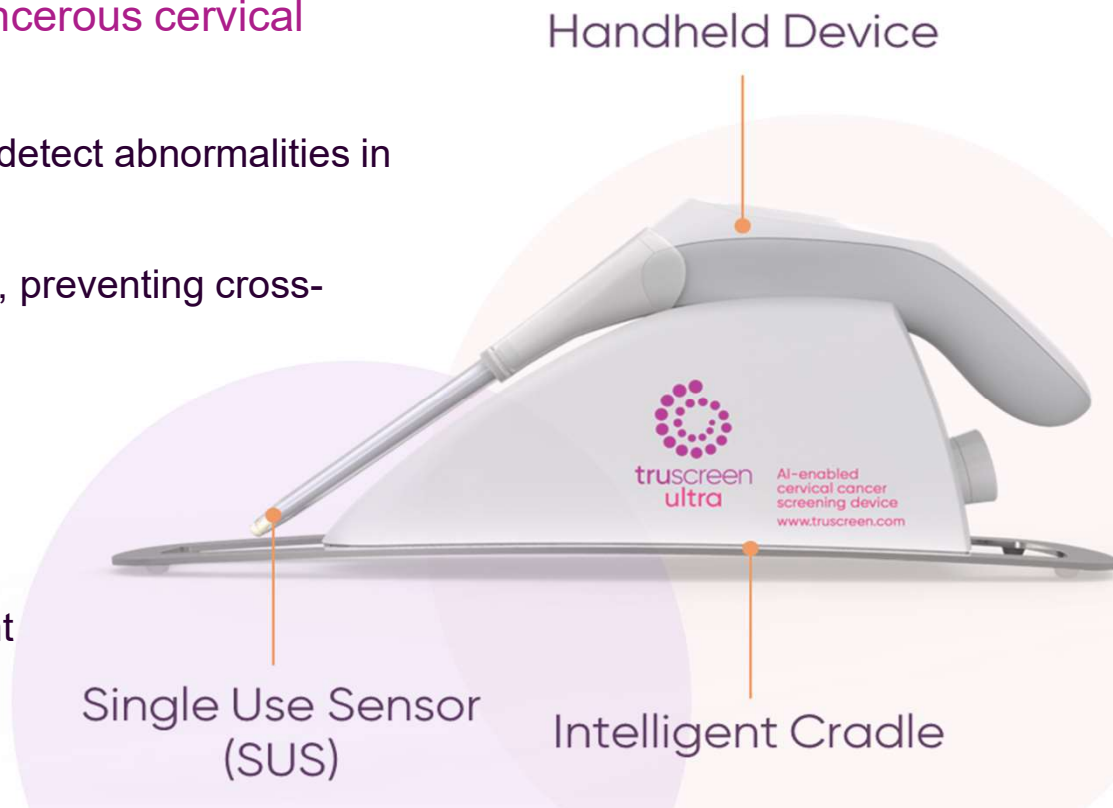 ncerous cervical
detect abnormalities in
, preventing cross-
Handheld Device
truscreen
ultra
AI-enabled
cervical cancer
screening device
www.truscreen.com
Single Use Sensor
(SUS)
Intelligent Cradle